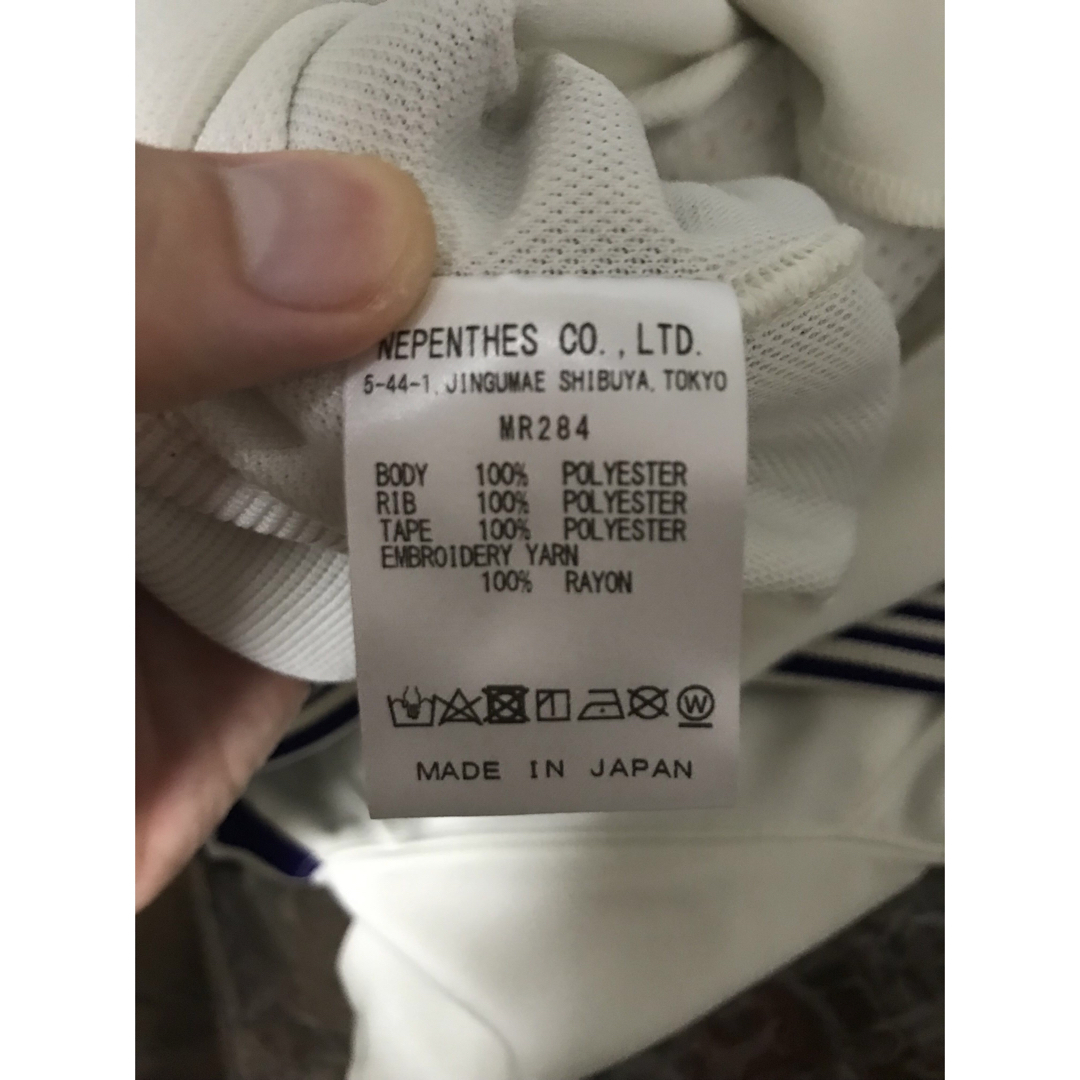 NEPENTHES CO.,LTD.
5-44-1, JINGUMAE SHIBUYA, TOKYO
MR284
BODY 100% POLYESTER
RIB 100% POLYESTER
TAPE 100% POLYESTER
EMBROIDERY YARN
100% RAYON
W
MADE IN JAPAN